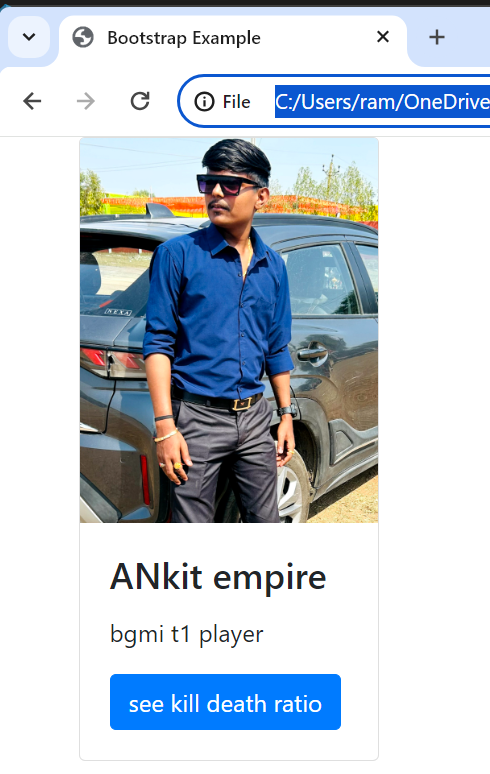 Bootstrap Example
File
C:/Users/ram/OneDrive
NEXA
ANkit empire
bgmi t1 player
see kill death ratio